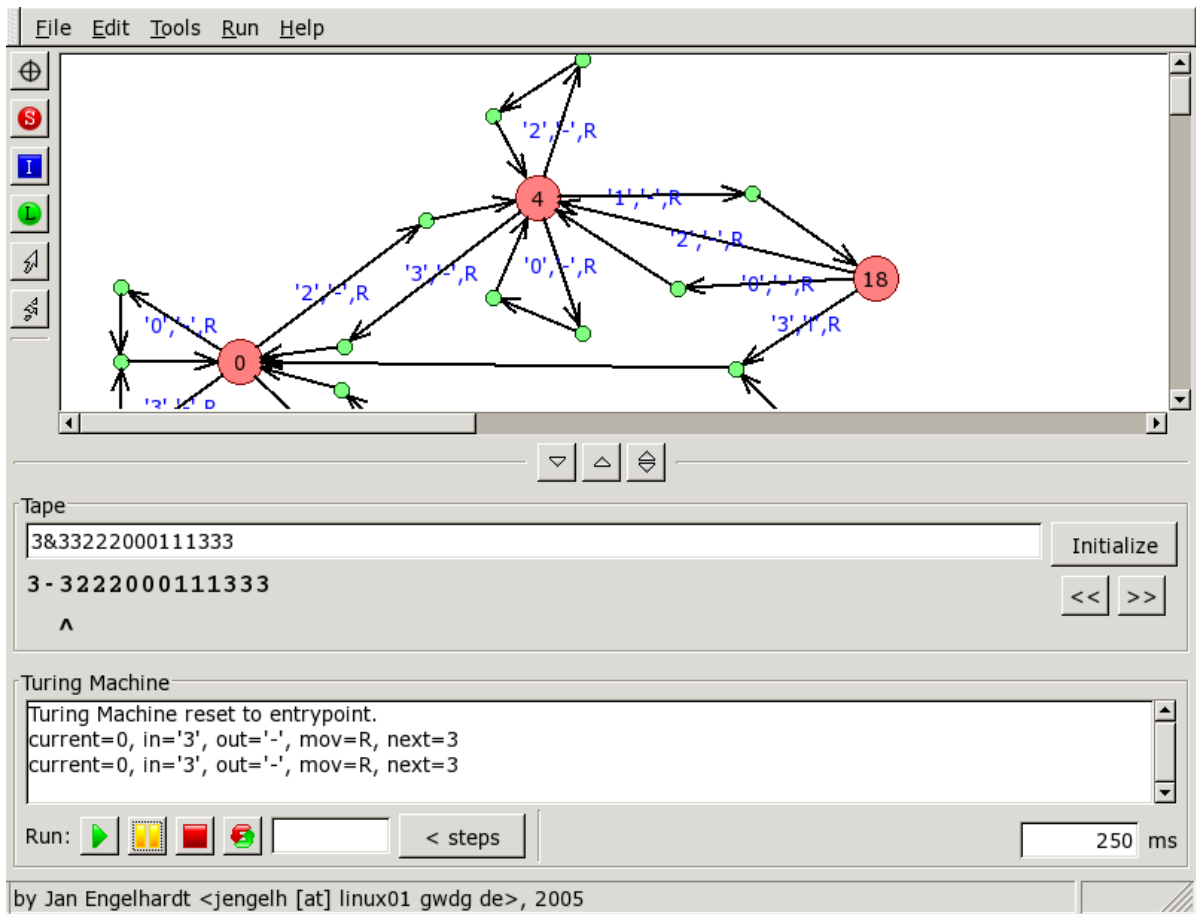 File Edit Tools Run Help
S
I
L
'2','-',R
4
'1','-',R
'2','-',R
'3','-',R
'0','-',R
'2','-',R
'0','-',R
18
'0','-',R
'3','I',R
0
'3','-',R
Tape
3&33222000111333
Initialize
3-3222000111333
<< >>
^
Turing Machine
Turing Machine reset to entrypoint.
current=0, in='3', out='-', mov=R, next=3
current=0, in='3', out='-', mov=R, next=3
Run: < steps 250 ms
by Jan Engelhardt <jengelh [at] linux01 gwdg de>, 2005